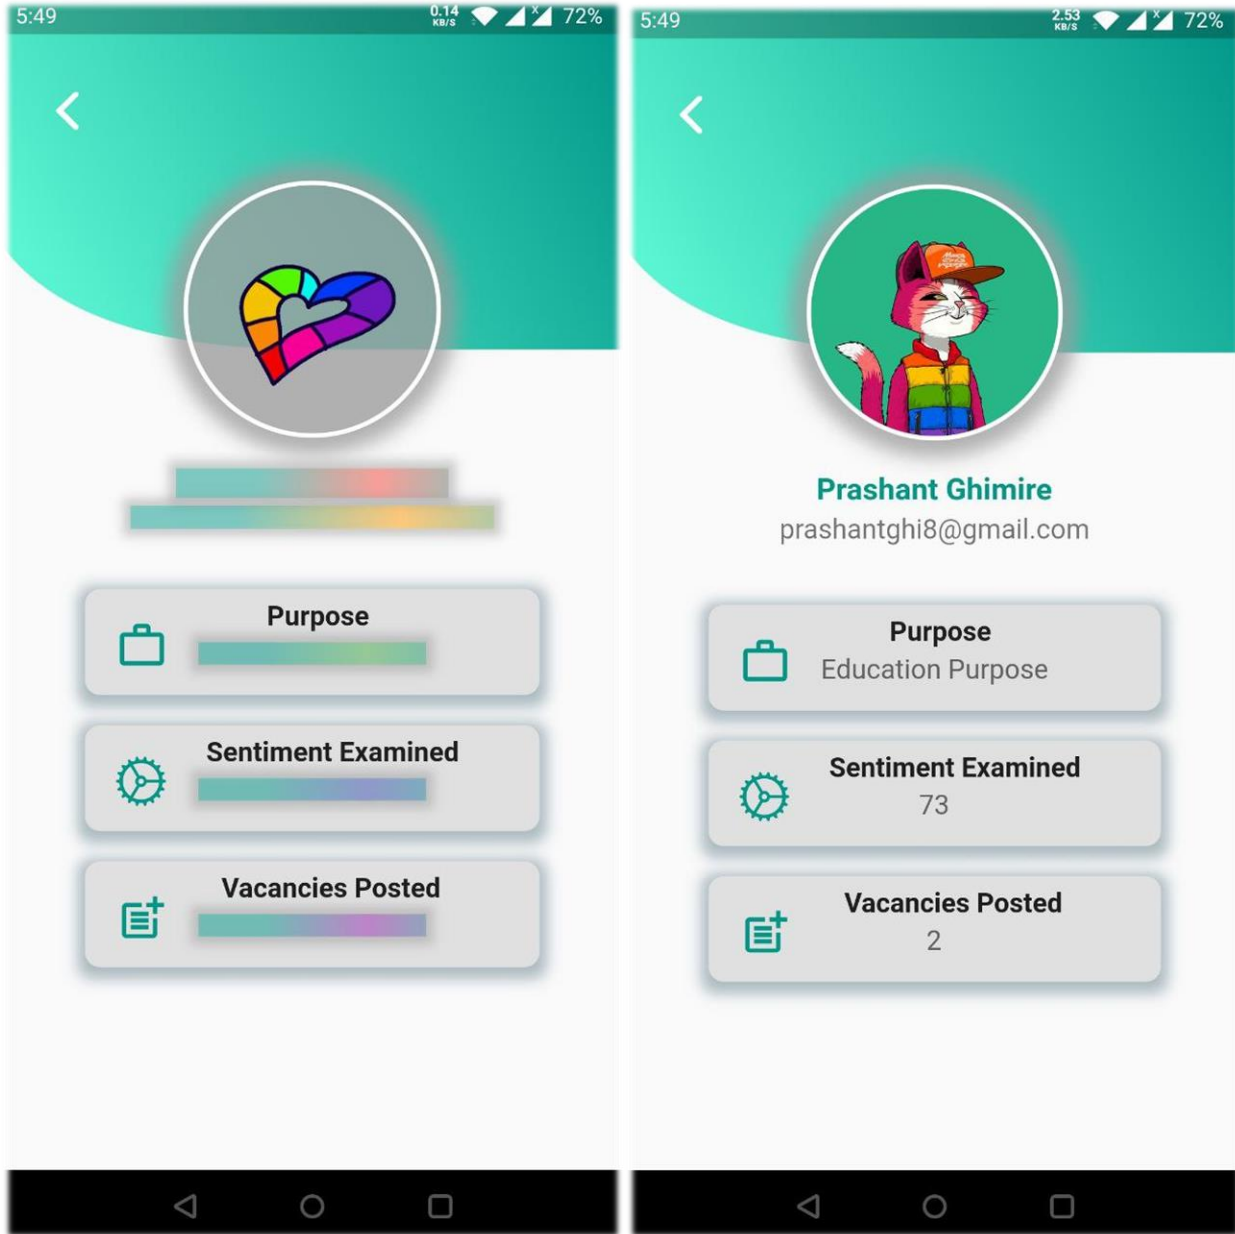 5:49
0.14
KB/S
72%
Purpose
Sentiment Examined
Vacancies Posted
5:49
2.53
KB/S
72%
Prashant Ghimire
prashantghi8@gmail.com
Purpose
Education Purpose
Sentiment Examined
73
Vacancies Posted
2